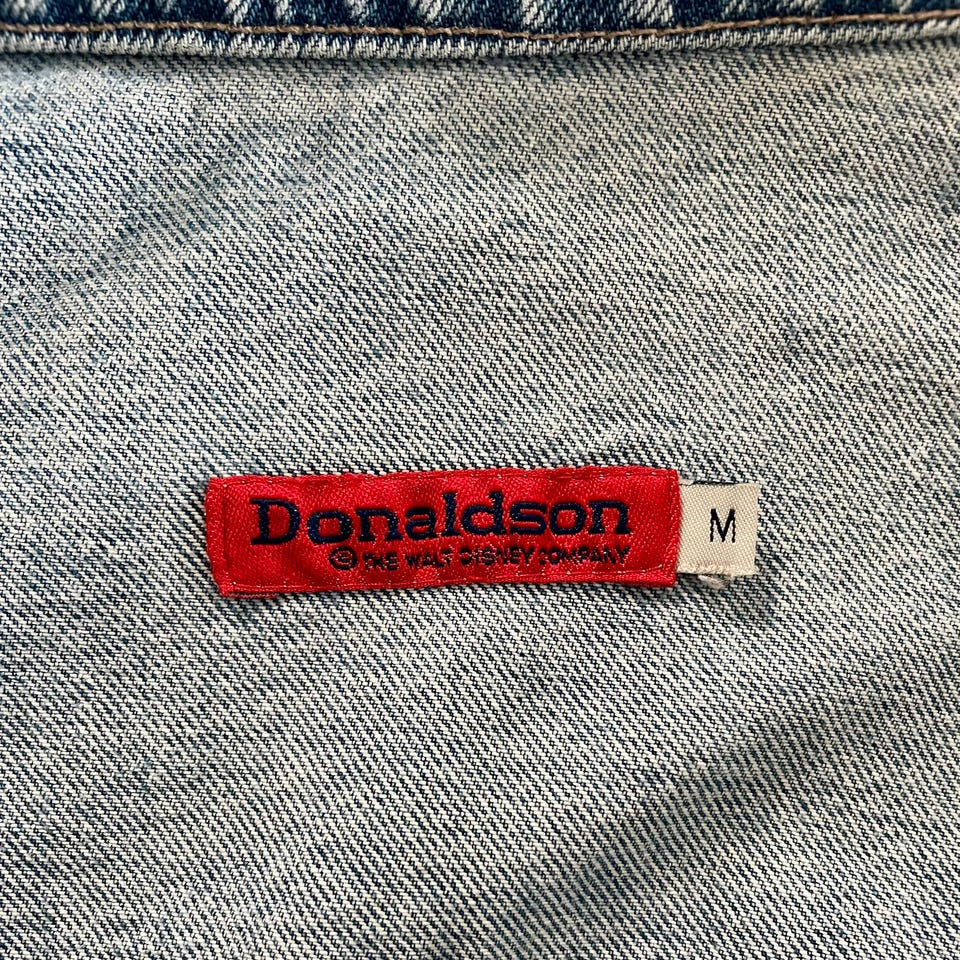 Donaldson
© THE WALT DISNEY COMPANY
M